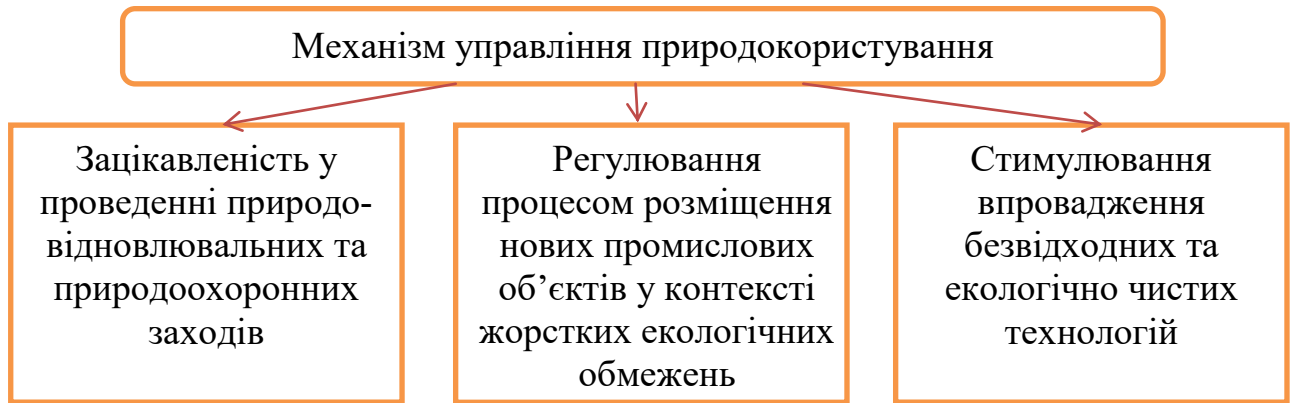 Механізм управління природокористування
Зацікавленість у
проведенні природо-
відновлювальних та
природоохоронних
заходів
Регулювання
процесом розміщення
нових промислових
об’єктів у контексті
жорстких екологічних
обмежень
Стимулювання
впровадження
безвідходних та
екологічно чистих
технологій